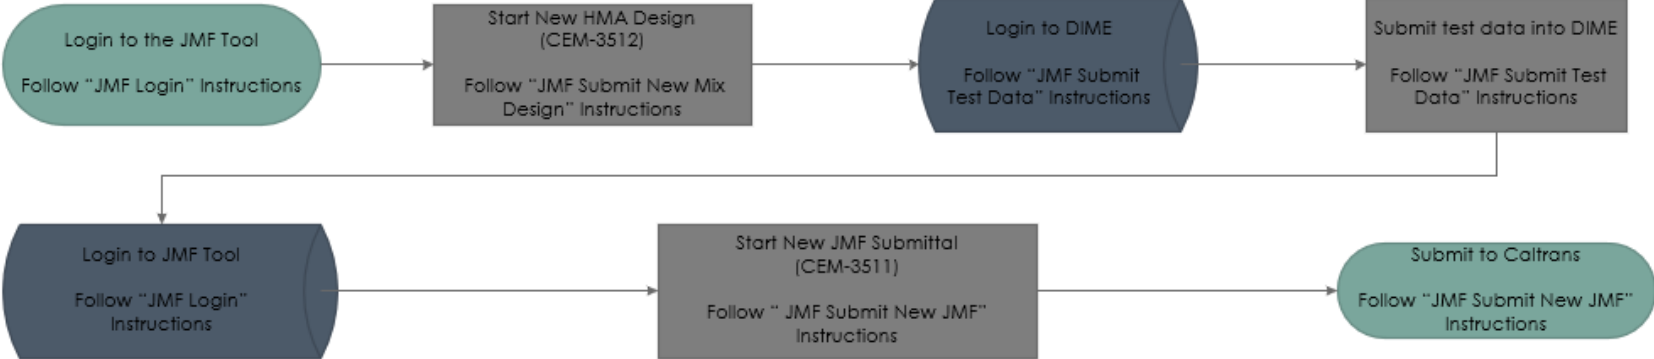 Login to the JMF Tool
Follow “JMF Login” Instructions
Start New HMA Design
(CEM-3512)
Follow “JMF Submit New Mix
Design” Instructions
Login to DIME
Follow “JMF Submit
Test Data” Instructions
Submit test data into DIME
Follow “JMF Submit Test
Data” Instructions
Login to JMF Tool
Follow “JMF Login”
Instructions
Start New JMF Submittal
(CEM-3511)
Follow “ JMF Submit New JMF”
Instructions
Submit to Caltrans
Follow “JMF Submit New JMF”
Instructions